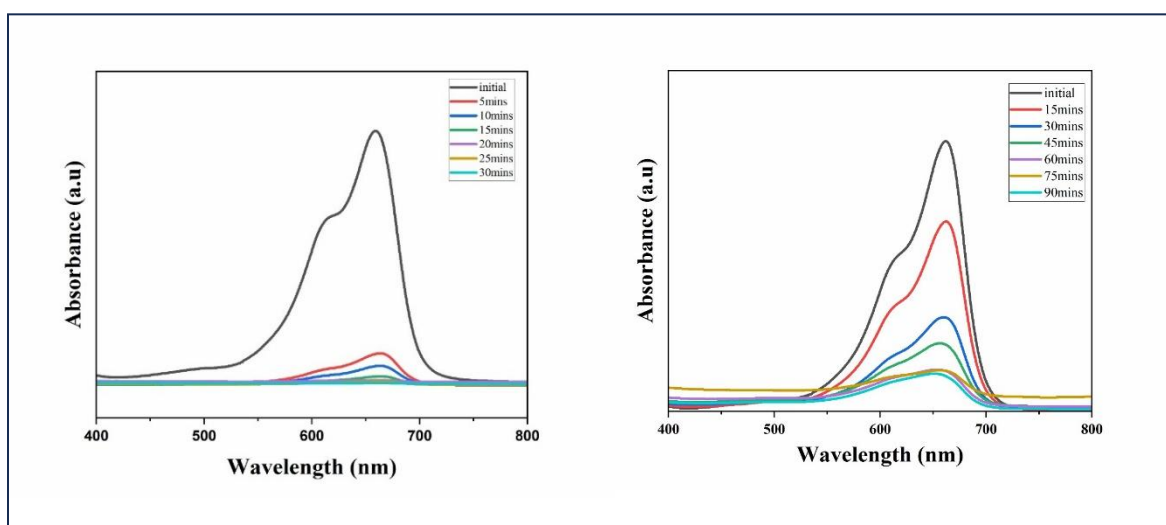 initial
5mins
10mins
15mins
20mins
25mins
30mins
Absorbance (a.u)
400 500 600 700 800
Wavelength (nm)
initial
15mins
30mins
45mins
60mins
75mins
90mins
Absorbance (a.u)
400 500 600 700 800
Wavelength (nm)